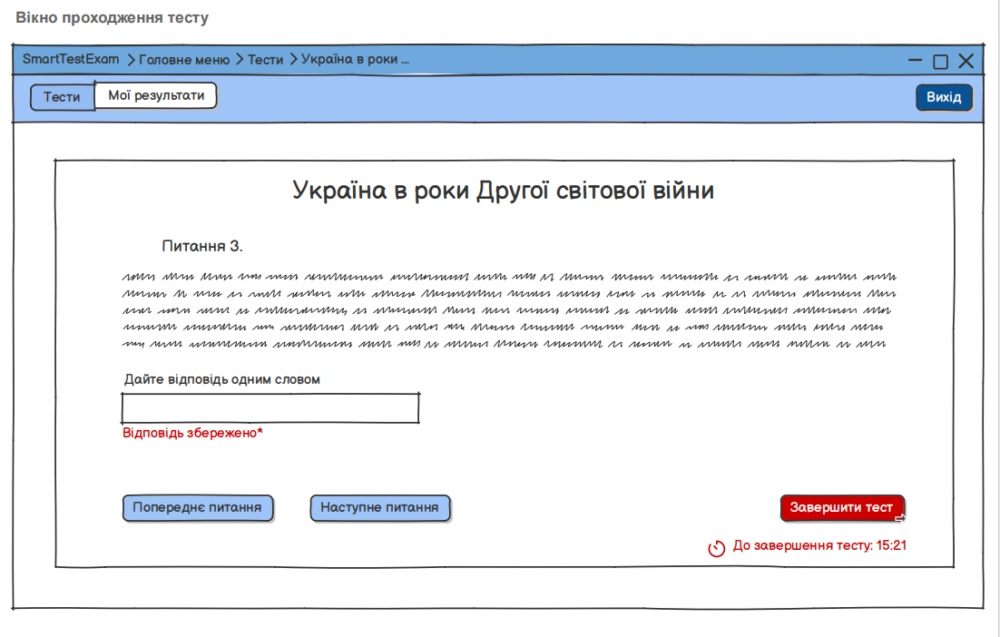 Вікно проходження тесту
SmartTestExam > Головне меню > Тести > Україна в роки ...
Тести Мої результати Вихід
Україна в роки Другої світової війни
Питання 3.
Дайте відповідь одним словом
Відповідь збережено*
Попереднє питання Наступне питання Завершити тест
До завершення тесту: 15:21